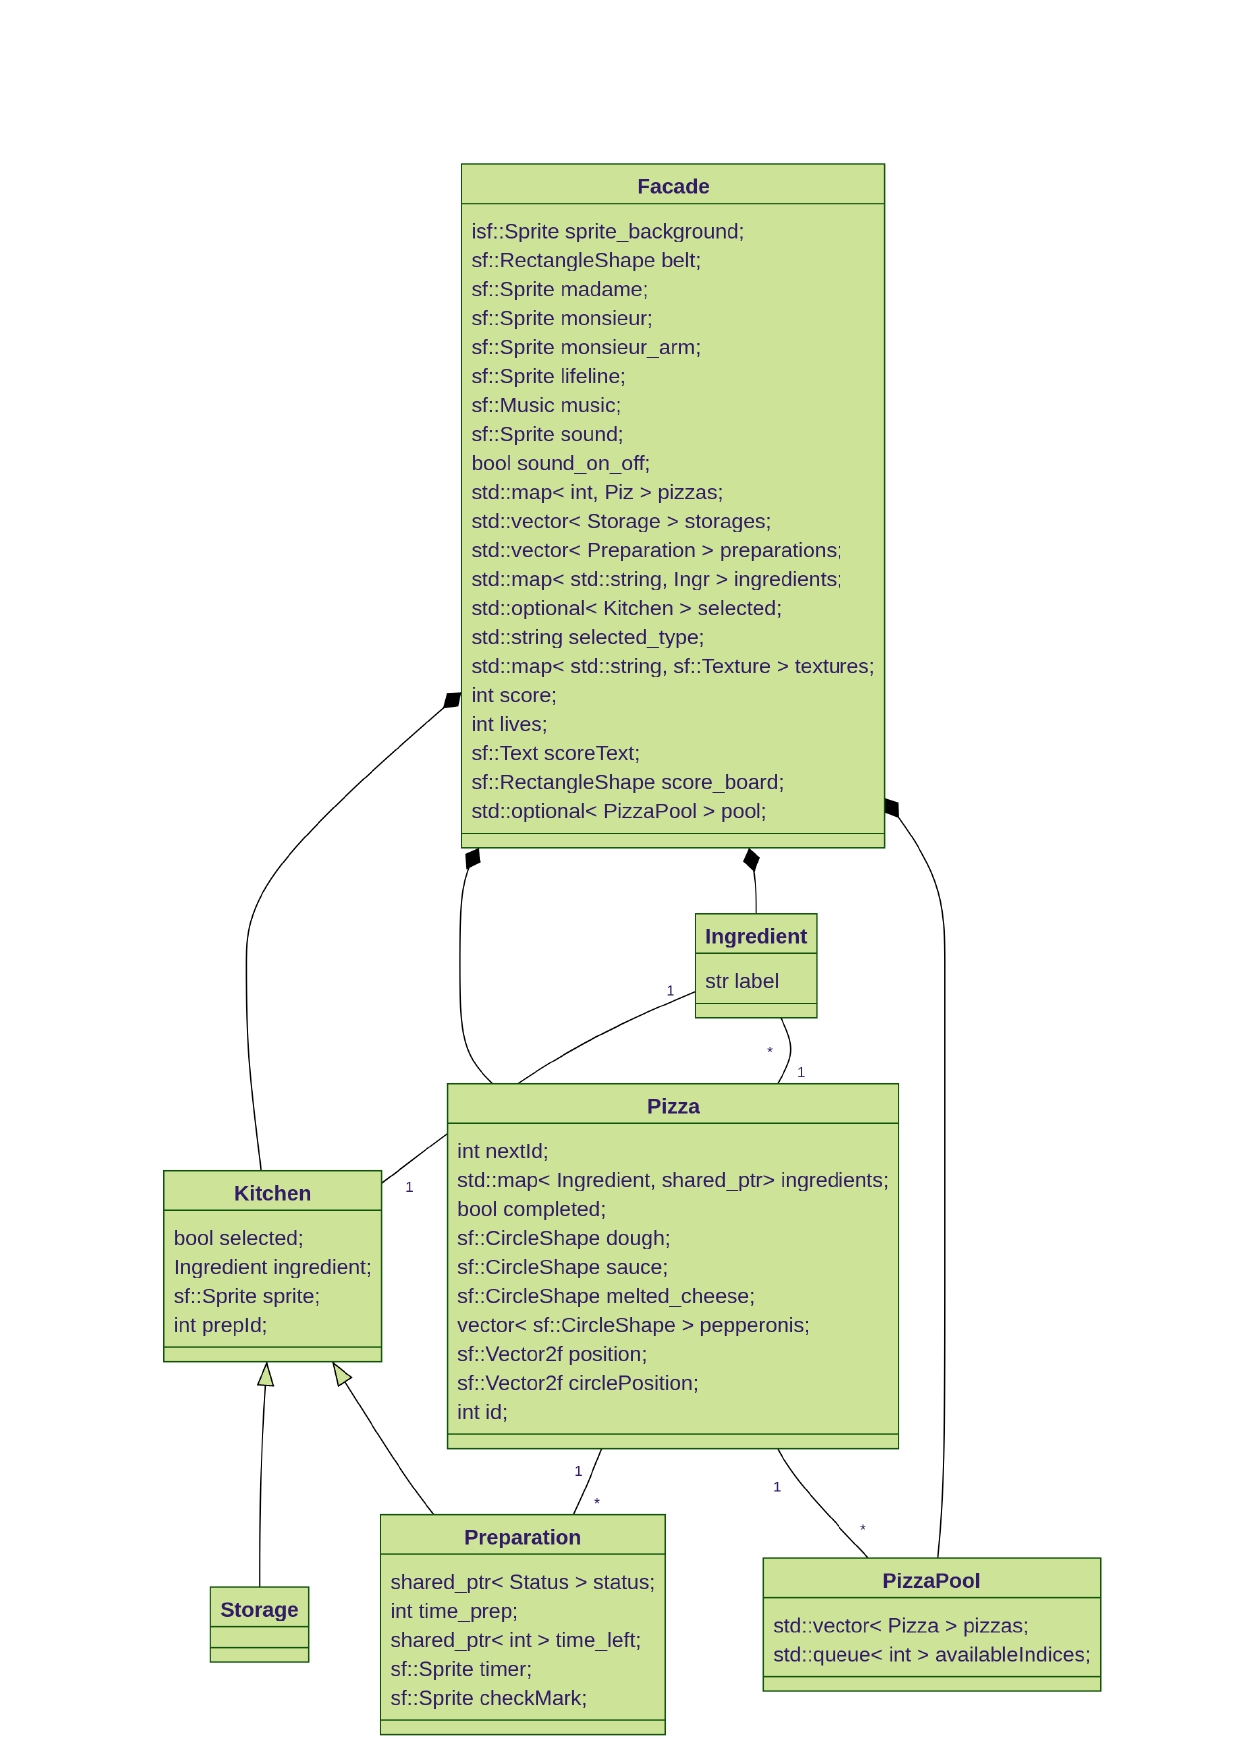 Facade
isf::Sprite sprite_background;
sf::RectangleShape belt;
sf::Sprite madame;
sf::Sprite monsieur;
sf::Sprite monsieur_arm;
sf::Sprite lifeline;
sf::Music music;
sf::Sprite sound;
bool sound_on_off;
std::map< int, Piz > pizzas;
std::vector< Storage > storages;
std::vector< Preparation > preparations;
std::map< std::string, Ingr > ingredients;
std::optional< Kitchen > selected;
std::string selected_type;
std::map< std::string, sf::Texture > textures;
int score;
int lives;
sf::Text scoreText;
sf::RectangleShape score_board;
std::optional< PizzaPool > pool;
Ingredient
str label
1
*
1
Pizza
int nextId;
std::map< Ingredient, shared_ptr> ingredients;
bool completed;
sf::CircleShape dough;
sf::CircleShape sauce;
sf::CircleShape melted_cheese;
vector< sf::CircleShape > pepperonis;
sf::Vector2f position;
sf::Vector2f circlePosition;
int id;
1
Kitchen
bool selected;
Ingredient ingredient;
sf::Sprite sprite;
int prepId;
1
*
1
*
Preparation
shared_ptr< Status > status;
int time_prep;
shared_ptr< int > time_left;
sf::Sprite timer;
sf::Sprite checkMark;
Storage
PizzaPool
std::vector< Pizza > pizzas;
std::queue< int > availableIndices;